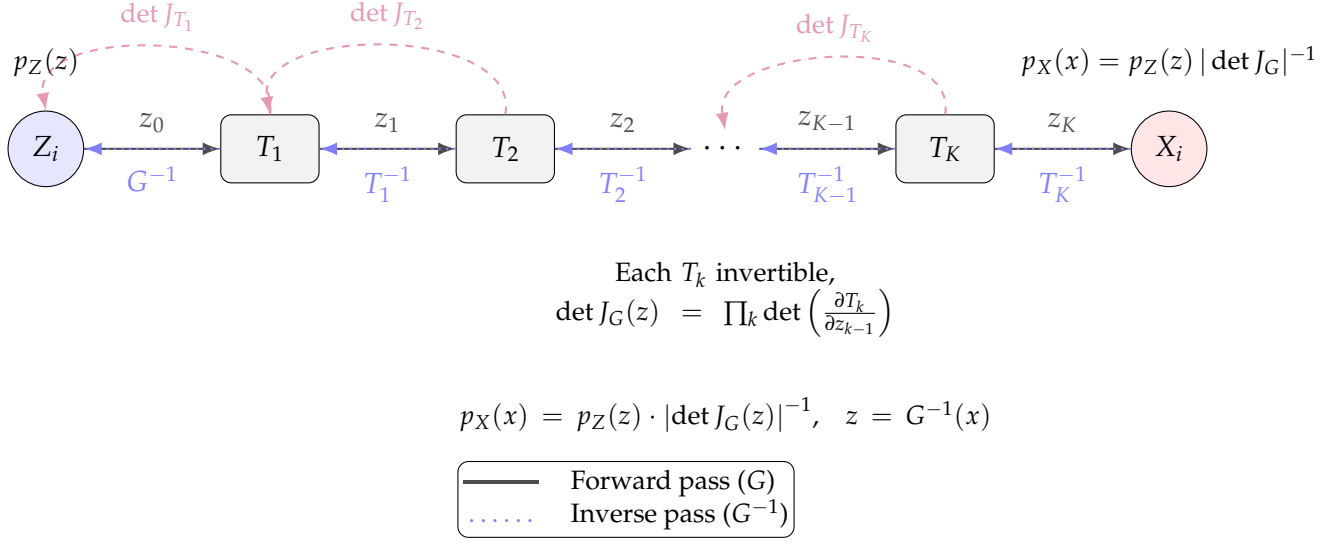 det J_{T_1}
det J_{T_2}
det J_{T_K}
p_Z(z)
p_X(x) = p_Z(z) | det J_G|^{-1}
z_0
z_1
z_2
z_{K-1}
z_K
Z_i
T_1
T_2
· · ·
T_K
X_i
G^{-1}
T_1^{-1}
T_2^{-1}
T_{K-1}^{-1}
T_K^{-1}
Each T_k invertible,
det J_G(z) = ∏_k det (∂T_k/∂z_{k-1})
p_X(x) = p_Z(z) · |det J_G(z)|^{-1}, z = G^{-1}(x)
Forward pass (G)
Inverse pass (G^{-1})